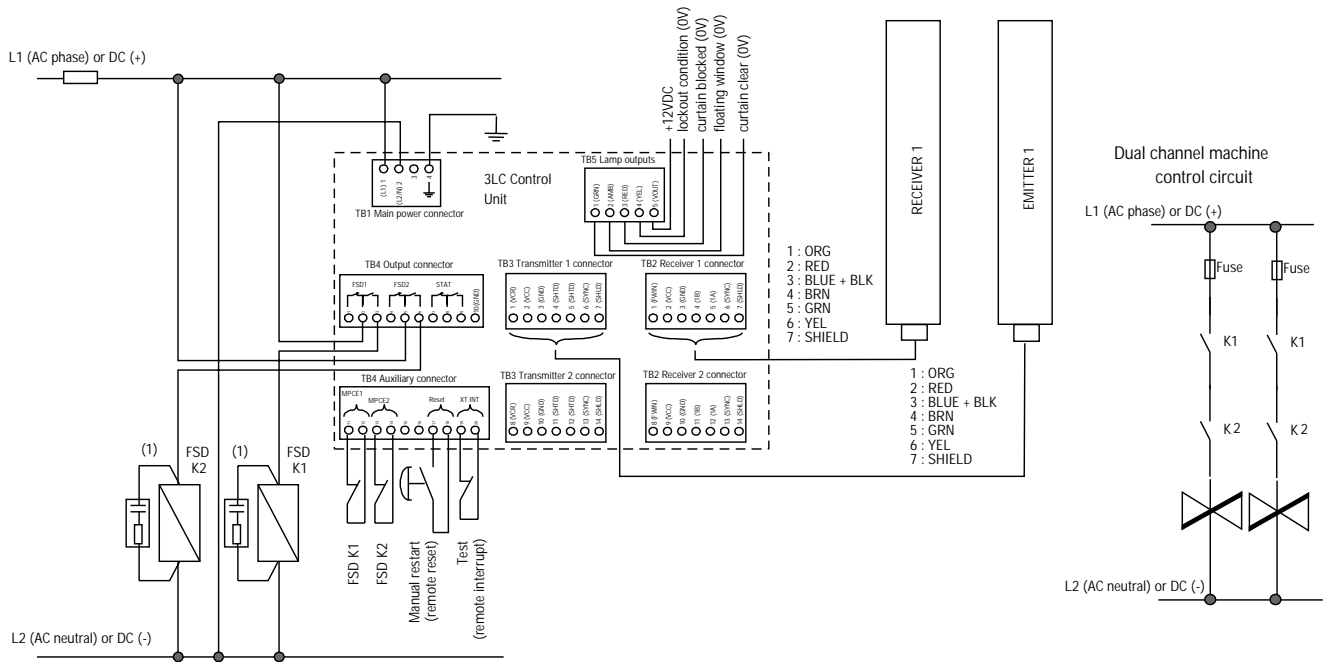 L1 (AC phase) or DC (+)
(L1) 1
(L2/N) 2
3
4
TB1 Main power connector
3LC Control
Unit
TB5 Lamp outputs
1 (GRN)
2 (AMB)
3 (RED)
4 (YEL)
5 (VOUT)
+12VDC
lockout condition (0V)
curtain blocked (0V)
floating window (0V)
curtain clear (0V)
TB4 Output connector
FSD1
FSD2
STAT
10(GND)
TB3 Transmitter 1 connector
1 (VCR)
2 (VCC)
3 (GND)
4 (SHTD)
5 (SHTD)
6 (SYNC)
7 (SHLD)
TB2 Receiver 1 connector
1 (FWIN)
2 (VCC)
3 (GND)
4 (1B)
5 (1A)
6 (SYNC)
7 (SHLD)
1 : ORG
2 : RED
3 : BLUE + BLK
4 : BRN
5 : GRN
6 : YEL
7 : SHIELD
RECEIVER 1
EMITTER 1
TB4 Auxiliary connector
MPCE1
MPCE2
Reset
XT INT
TB3 Transmitter 2 connector
8 (VCR)
9 (VCC)
10 (GND)
11 (SHTD)
12 (SHTD)
13 (SYNC)
14 (SHLD)
TB2 Receiver 2 connector
8 (FWIN)
9 (VCC)
10 (GND)
11 (1B)
12 (1A)
13 (SYNC)
14 (SHLD)
1 : ORG
2 : RED
3 : BLUE + BLK
4 : BRN
5 : GRN
6 : YEL
7 : SHIELD
(1)
FSD
K2
(1)
FSD
K1
FSD K1
FSD K2
Manual restart
(remote reset)
Test
(remote interrupt)
L2 (AC neutral) or DC (-)
Dual channel machine
control circuit
L1 (AC phase) or DC (+)
Fuse
Fuse
K1
K1
K2
K2
L2 (AC neutral) or DC (-)